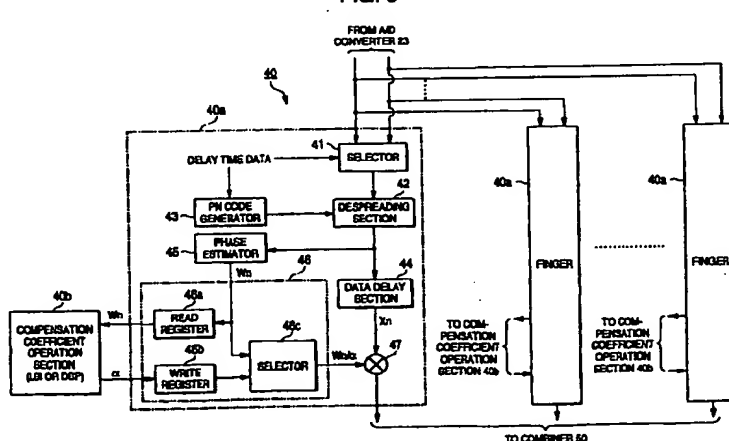 FROM A/D
CONVERTER 23
40
40a
41
SELECTOR
DELAY TIME DATA
42
PN CODE
GENERATOR
43
DESPREADING
SECTION
PHASE
ESTIMATOR
45
Wn
46
44
DATA DELAY
SECTION
40b
COMPENSATION
COEFFICIENT
OPERATION
SECTION
(LSI OR DSP)
Wn
α
46a
READ
REGISTER
46b
WRITE
REGISTER
46c
SELECTOR
Xn
47
40a
FINGER
TO COM-
PENSATION
COEFFICIENT
OPERATION
SECTION 40b
40a
FINGER
TO COM-
PENSATION
COEFFICIENT
OPERATION
SECTION 40b
TO COMBINER 50